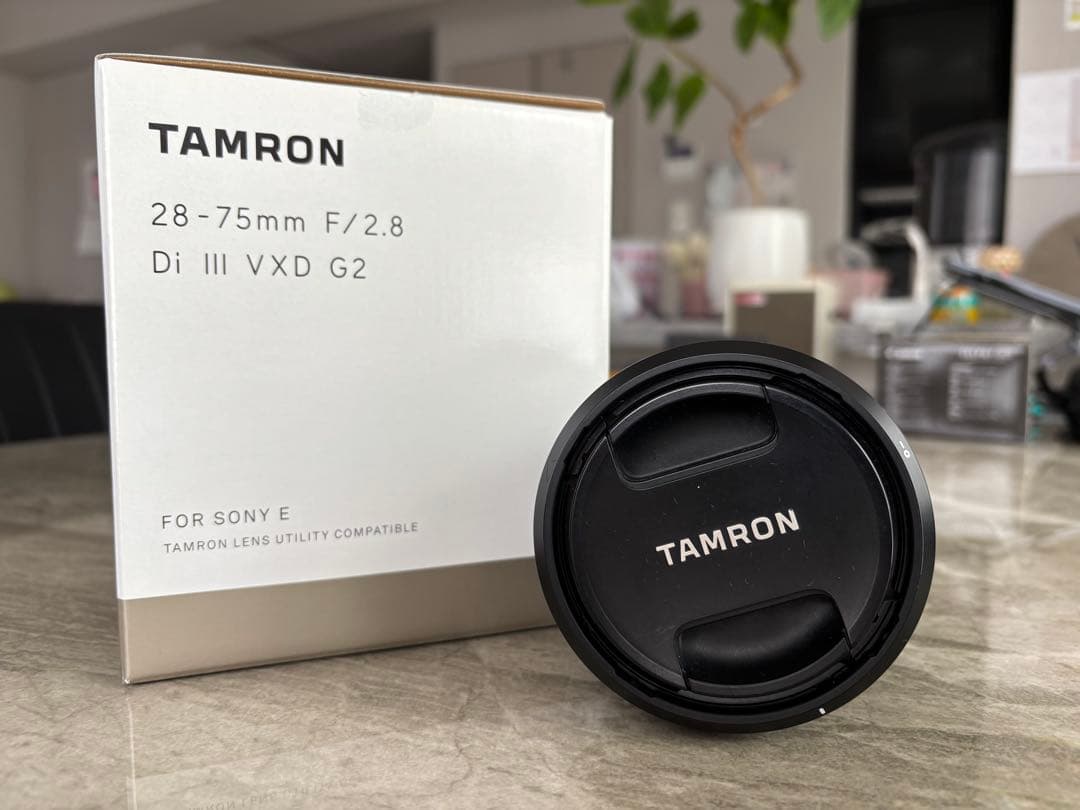 TAMRON
28-75mm F/2.8
Di III VXD G2
FOR SONY E
TAMRON LENS UTILITY COMPATIBLE
TAMRON